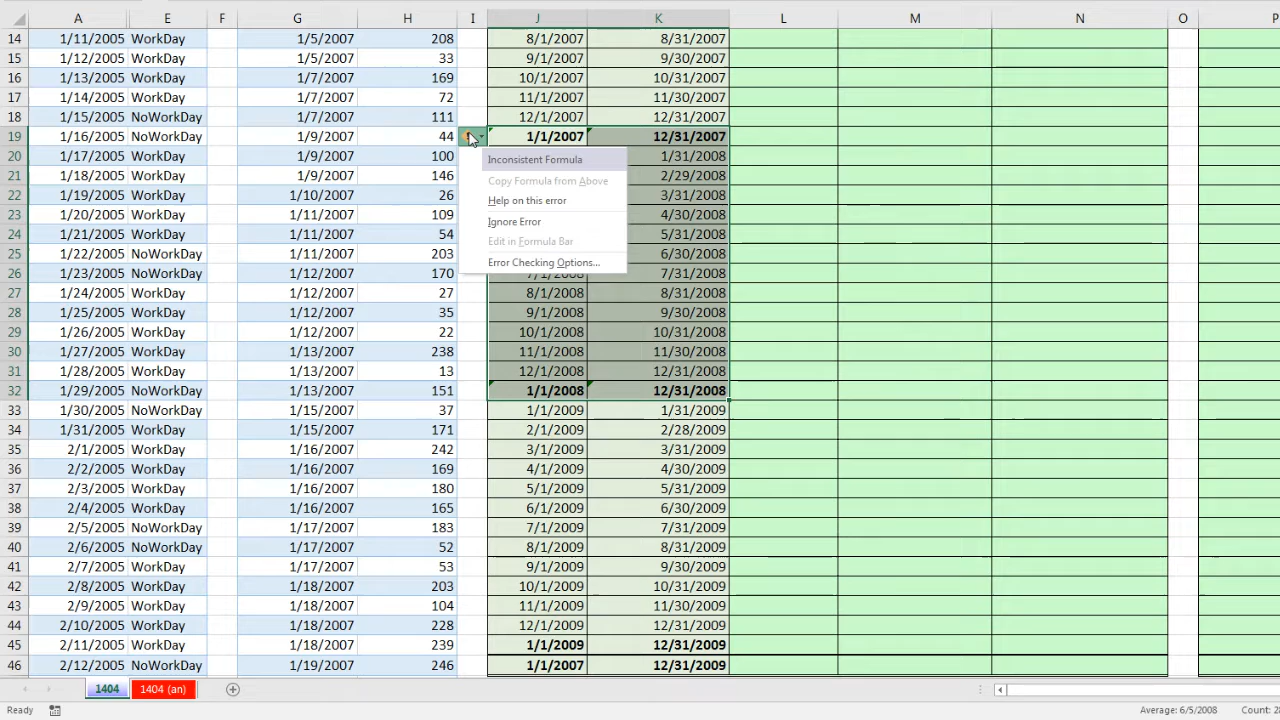 A E F G H I J K L M N O P
14 1/11/2005 WorkDay 1/5/2007 208 8/1/2007 8/31/2007
15 1/12/2005 WorkDay 1/5/2007 33 9/1/2007 9/30/2007
16 1/13/2005 WorkDay 1/7/2007 169 10/1/2007 10/31/2007
17 1/14/2005 WorkDay 1/7/2007 72 11/1/2007 11/30/2007
18 1/15/2005 NoWorkDay 1/7/2007 111 12/1/2007 12/31/2007
19 1/16/2005 NoWorkDay 1/9/2007 44 1/1/2007 12/31/2007
20 1/17/2005 WorkDay 1/9/2007 100 Inconsistent Formula 1/31/2008
21 1/18/2005 WorkDay 1/9/2007 146 Copy Formula from Above 2/29/2008
22 1/19/2005 WorkDay 1/10/2007 26 Help on this error 3/31/2008
23 1/20/2005 WorkDay 1/11/2007 109 Ignore Error 4/30/2008
24 1/21/2005 WorkDay 1/11/2007 54 Edit in Formula Bar 5/31/2008
25 1/22/2005 NoWorkDay 1/11/2007 203 Error Checking Options... 6/30/2008
26 1/23/2005 NoWorkDay 1/12/2007 170 7/1/2008 7/31/2008
27 1/24/2005 WorkDay 1/12/2007 27 8/1/2008 8/31/2008
28 1/25/2005 WorkDay 1/12/2007 35 9/1/2008 9/30/2008
29 1/26/2005 WorkDay 1/12/2007 22 10/1/2008 10/31/2008
30 1/27/2005 WorkDay 1/13/2007 238 11/1/2008 11/30/2008
31 1/28/2005 WorkDay 1/13/2007 13 12/1/2008 12/31/2008
32 1/29/2005 NoWorkDay 1/13/2007 151 1/1/2008 12/31/2008
33 1/30/2005 NoWorkDay 1/15/2007 37 1/1/2009 1/31/2009
34 1/31/2005 WorkDay 1/15/2007 171 2/1/2009 2/28/2009
35 2/1/2005 WorkDay 1/16/2007 242 3/1/2009 3/31/2009
36 2/2/2005 WorkDay 1/16/2007 169 4/1/2009 4/30/2009
37 2/3/2005 WorkDay 1/16/2007 180 5/1/2009 5/31/2009
38 2/4/2005 WorkDay 1/16/2007 165 6/1/2009 6/30/2009
39 2/5/2005 NoWorkDay 1/17/2007 183 7/1/2009 7/31/2009
40 2/6/2005 NoWorkDay 1/17/2007 52 8/1/2009 8/31/2009
41 2/7/2005 WorkDay 1/17/2007 53 9/1/2009 9/30/2009
42 2/8/2005 WorkDay 1/18/2007 203 10/1/2009 10/31/2009
43 2/9/2005 WorkDay 1/18/2007 104 11/1/2009 11/30/2009
44 2/10/2005 WorkDay 1/18/2007 228 12/1/2009 12/31/2009
45 2/11/2005 WorkDay 1/18/2007 239 1/1/2009 12/31/2009
46 2/12/2005 NoWorkDay 1/19/2007 246 1/1/2007 12/31/2009
1404 1404 (an)
Ready Average: 6/5/2008